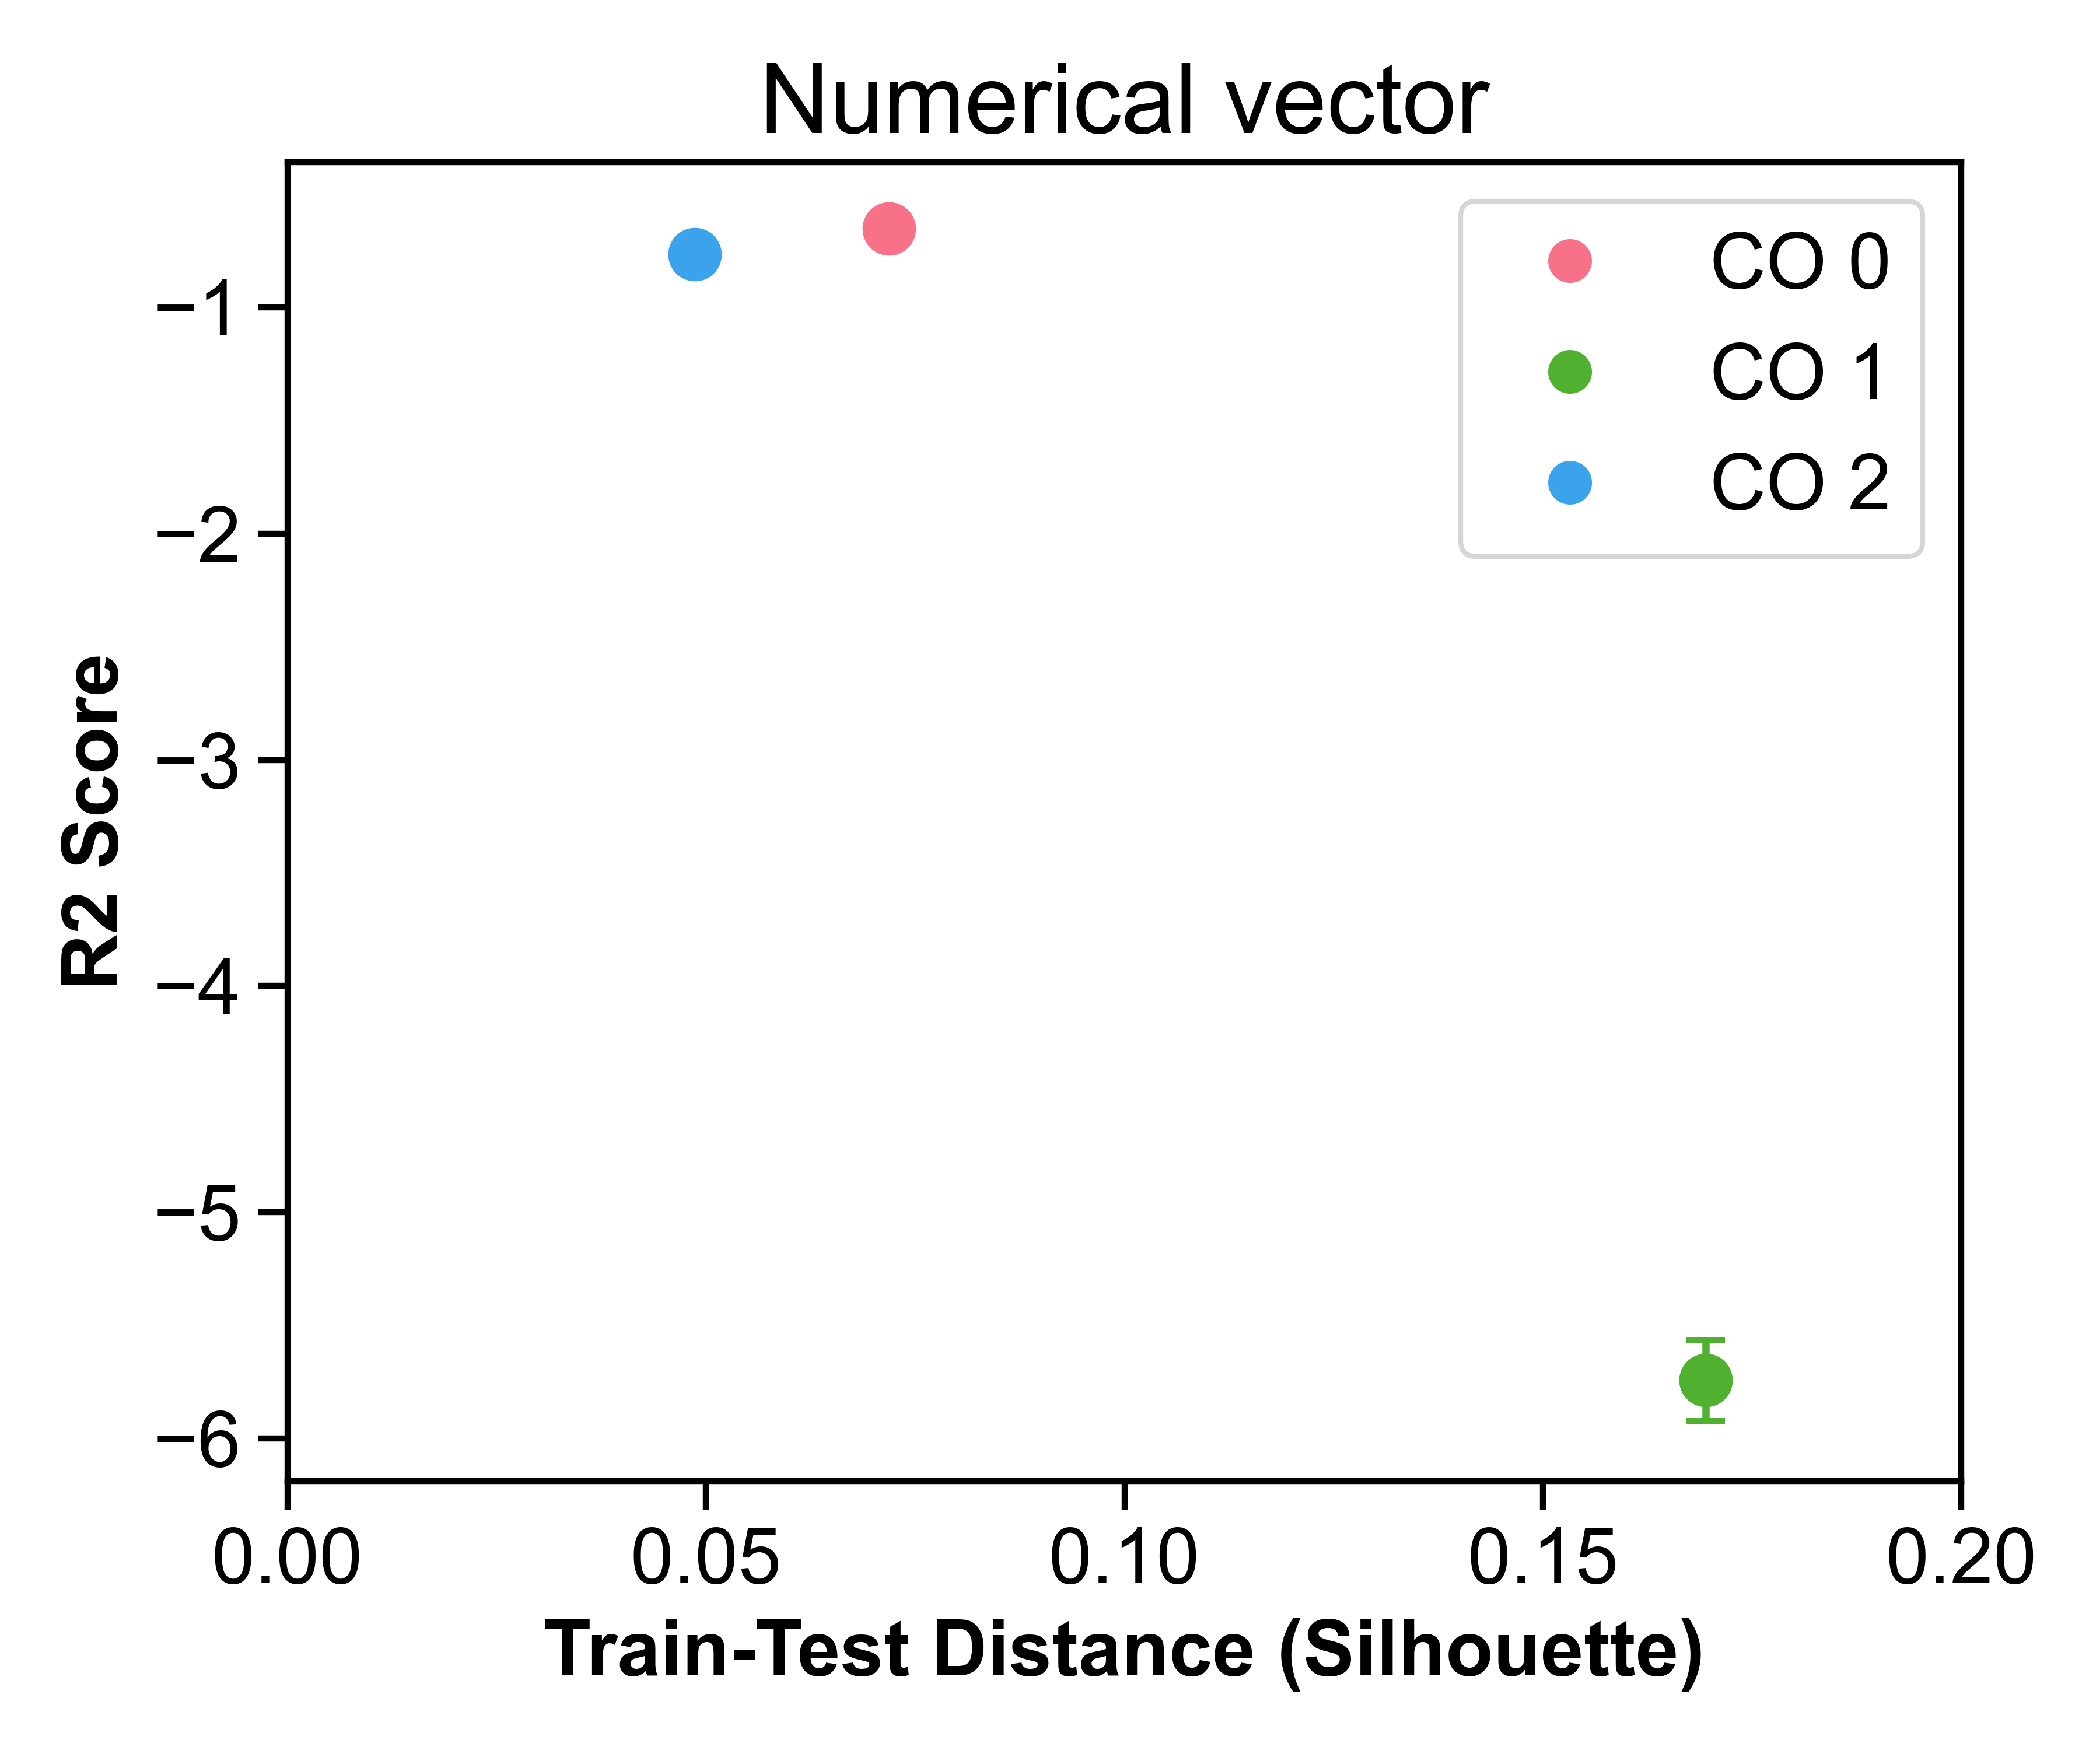 Numerical vector
CO 0
CO 1
CO 2
−1
−2
−3
−4
−5
−6
R2 Score
0.00 0.05 0.10 0.15 0.20
Train-Test Distance (Silhouette)